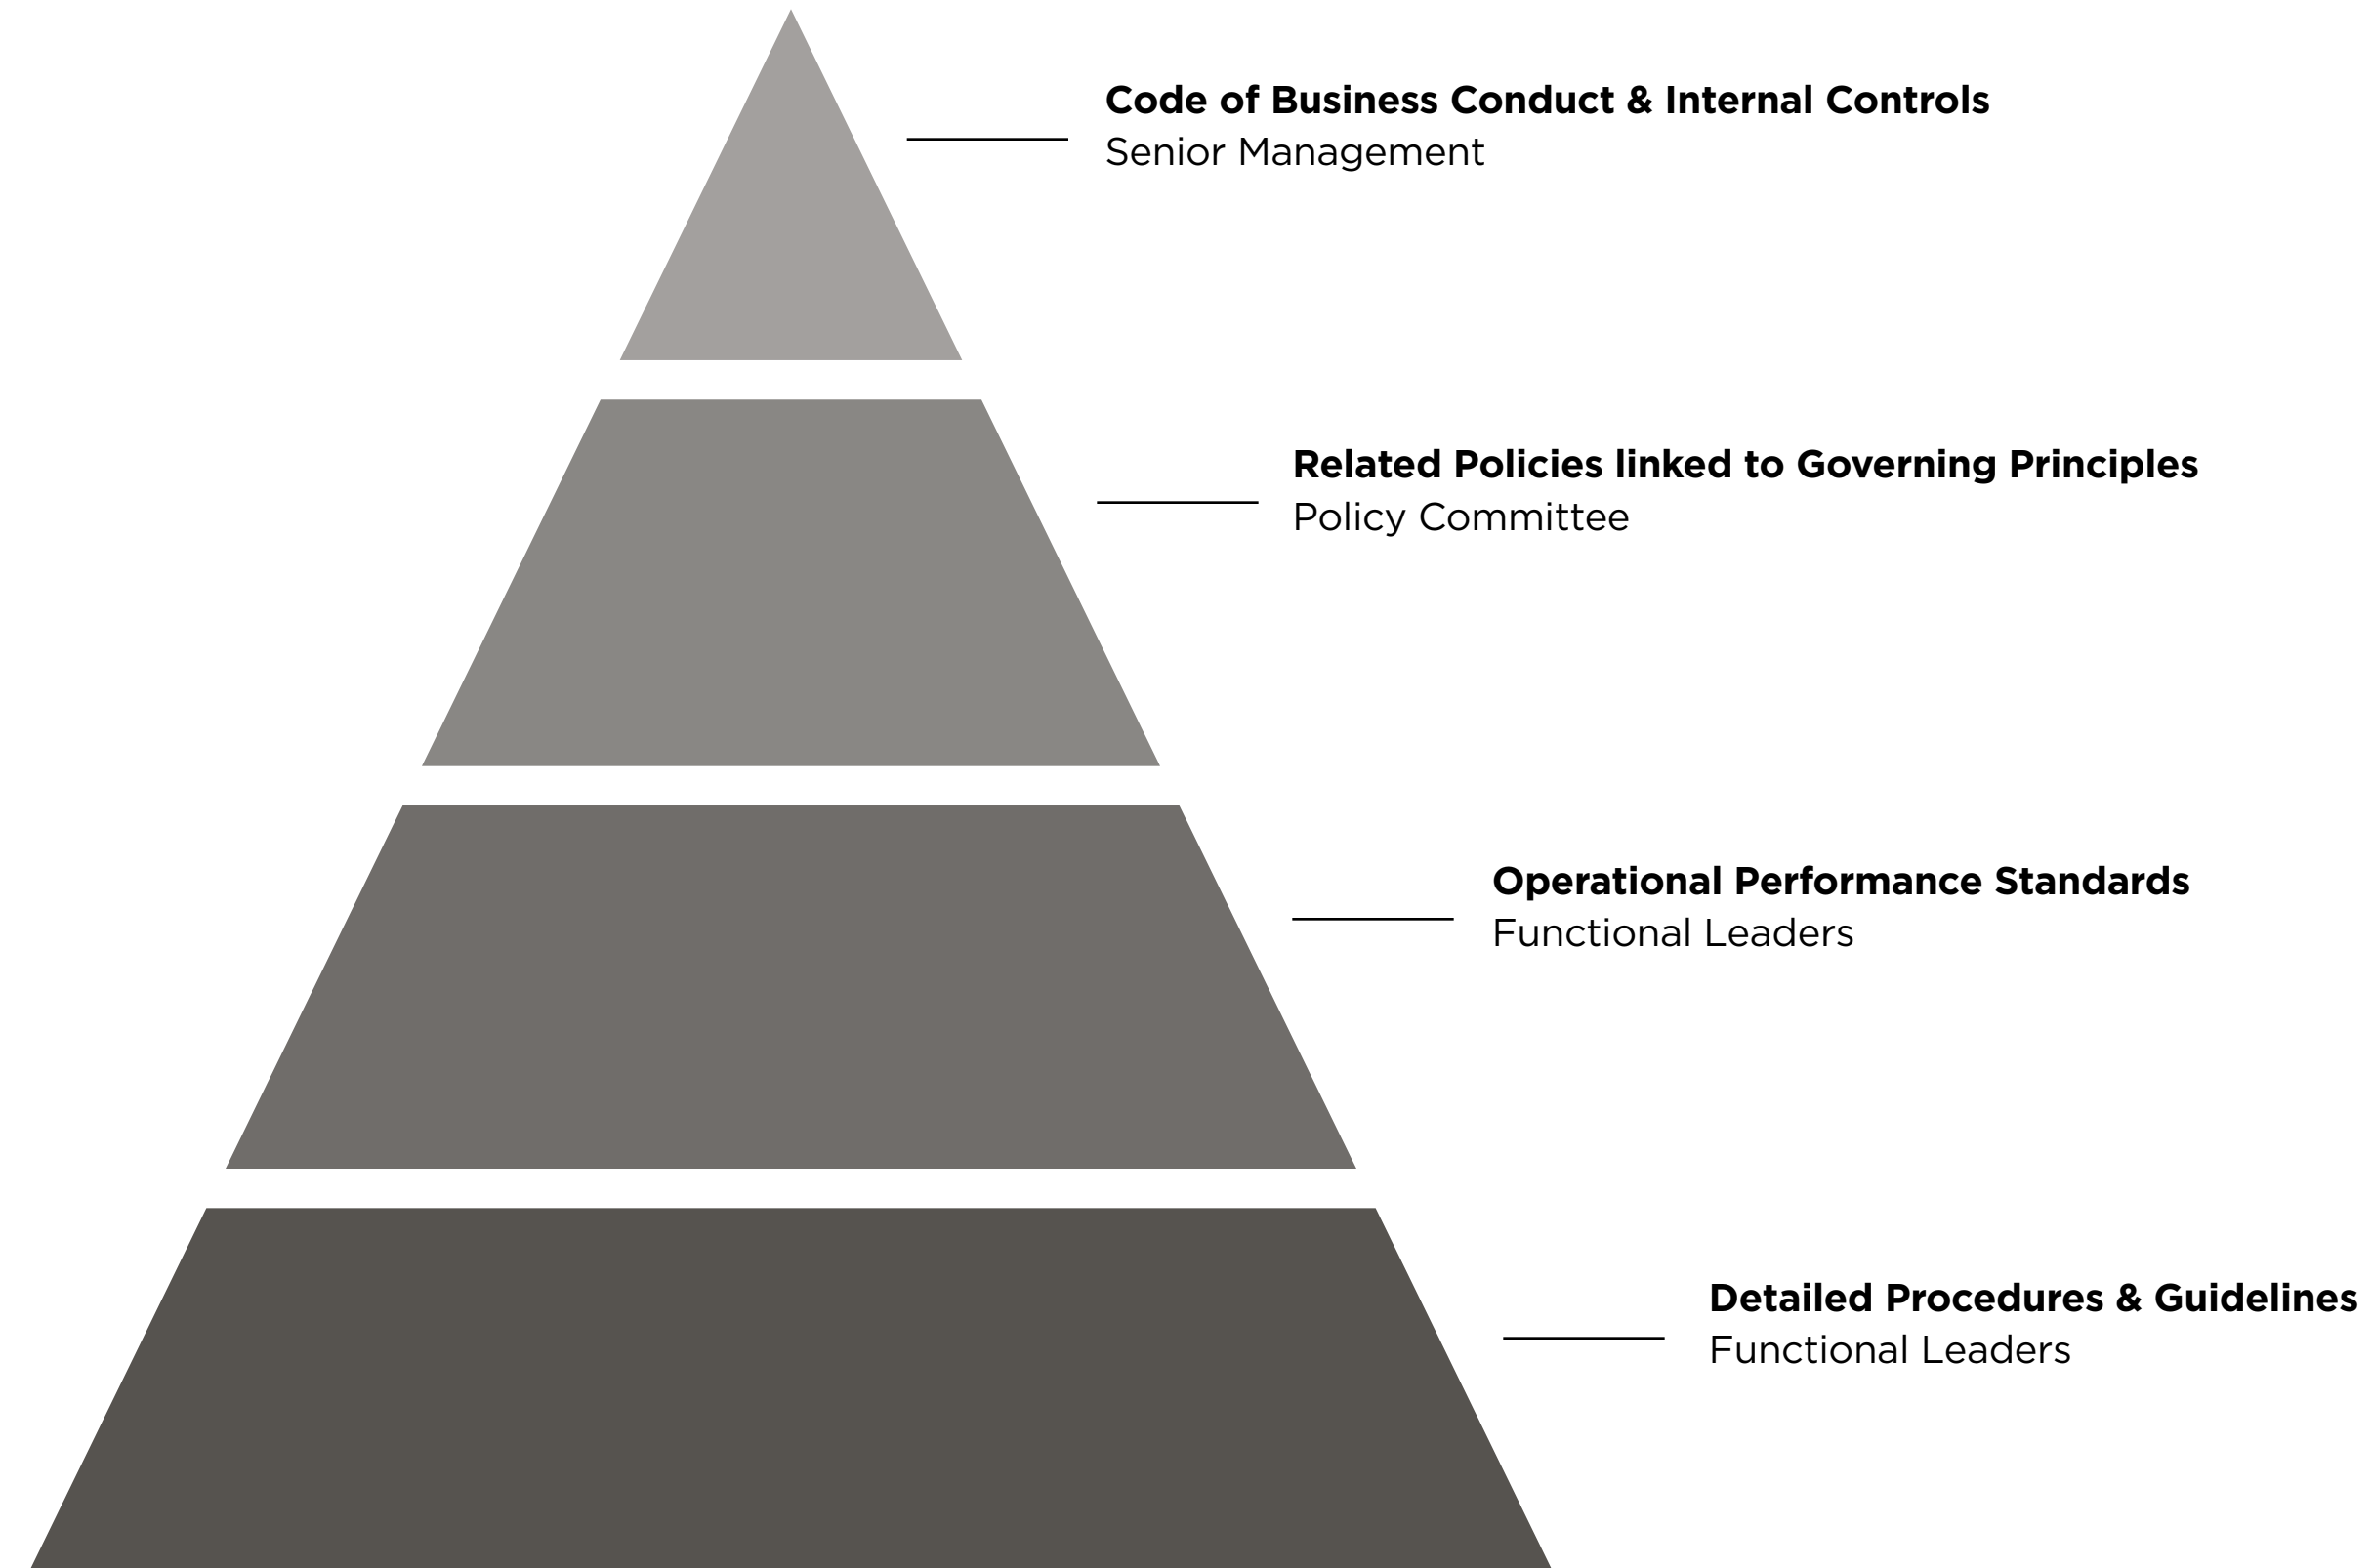 Code of Business Conduct & Internal Controls
Senior Management
Related Policies linked to Governing Principles
Policy Committee
Operational Performance Standards
Functional Leaders
Detailed Procedures & Guidelines
Functional Leaders